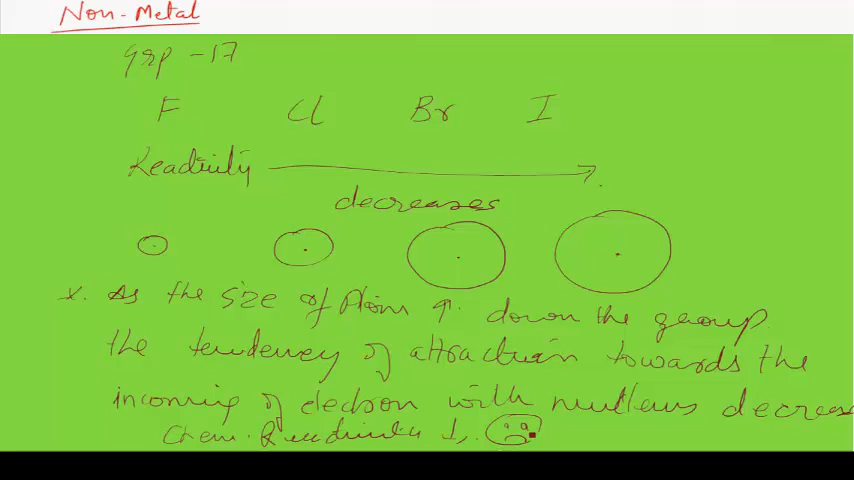 Non-Metal
grp - 17
F Cl Br I
Reactivity
decreases
x. As the size of Atom ↑ down the group
the tendency of attraction towards the
incoming of electron with nucleus decreases
Chem. Reactivity ↓,